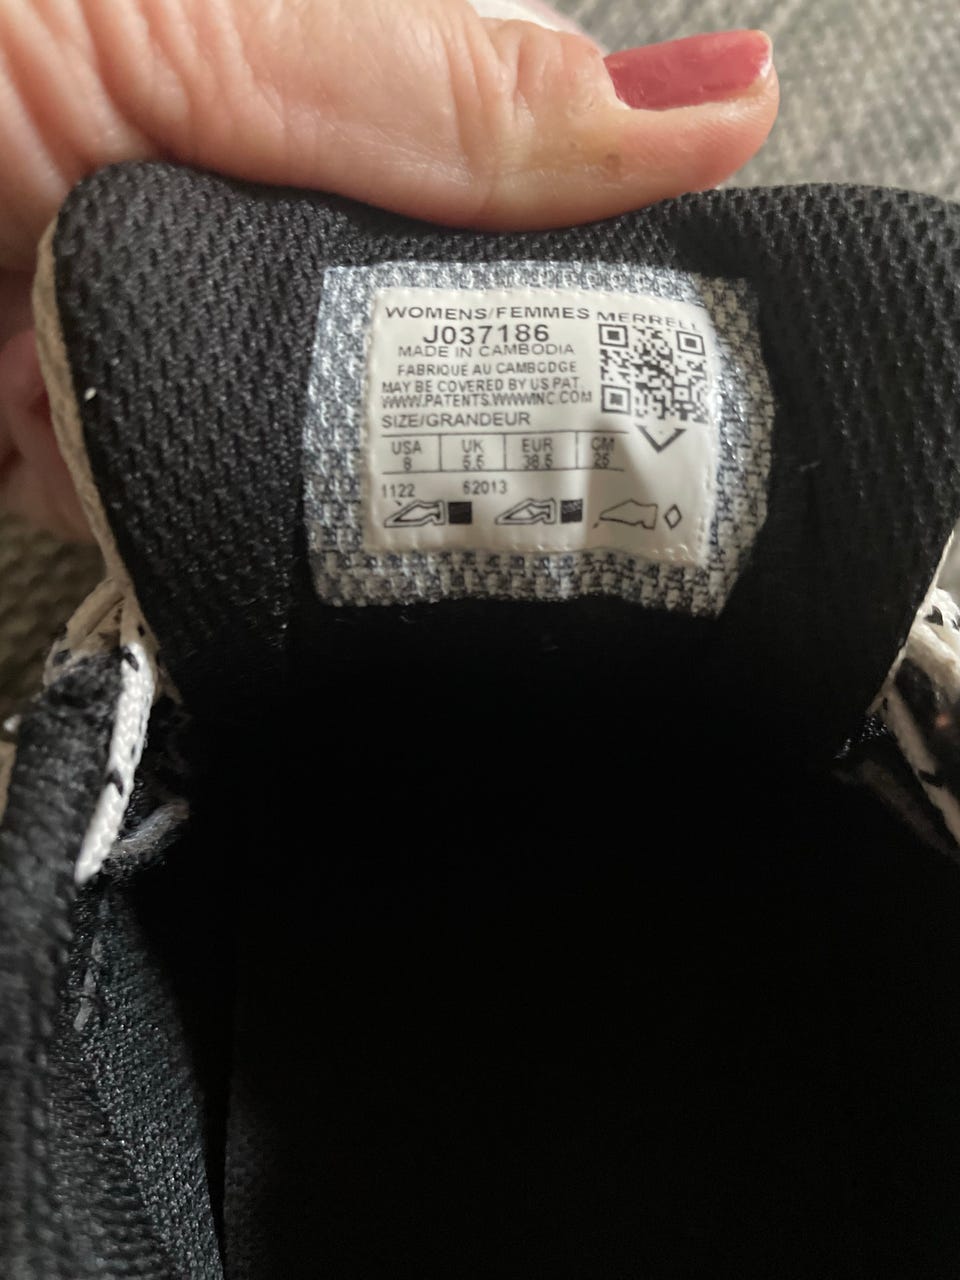 WOMENS/FEMMES MERRELL
J037186
MADE IN CAMBODIA
FABRIQUE AU CAMBODGE
MAY BE COVERED BY US PAT.
WWW.PATENTS.WWWINC.COM
SIZE/GRANDEUR
USA UK EUR CM
8 5.5 38.5 25
1122 62013